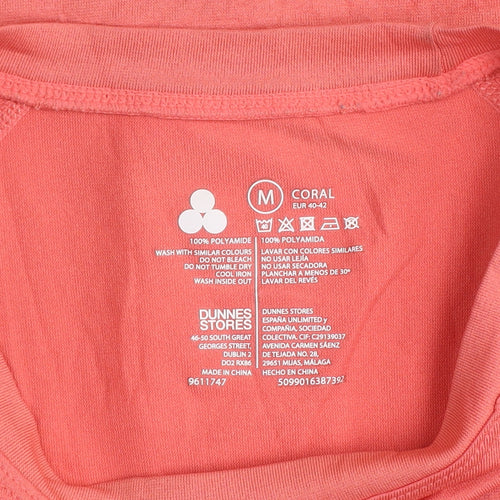 M CORAL
EUR 40-42
100% POLYAMIDE
WASH WITH SIMILAR COLOURS
DO NOT BLEACH
DO NOT TUMBLE DRY
COOL IRON
WASH INSIDE OUT
100% POLYAMIDA
LAVAR CON COLORES SIMILARES
NO USAR LEJÍA
NO USAR SECADORA
PLANCHAR A MENOS DE 30º
LAVAR DEL REVÉS
DUNNES
STORES
46-50 SOUTH GREAT
GEORGES STREET,
DUBLIN 2
D02 RX86
MADE IN CHINA
9611747
DUNNES STORES
ESPAÑA UNLIMITED y
COMPAÑIA, SOCIEDAD
COLECTIVA. CIF: C29139037
AVENIDA CARMEN SÁENZ
DE TEJADA NO. 28,
29651 MIJAS, MÁLAGA
HECHO EN CHINA
5099016387392